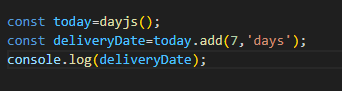 const today=dayjs();
const deliveryDate=today.add(7,'days');
console.log(deliveryDate);